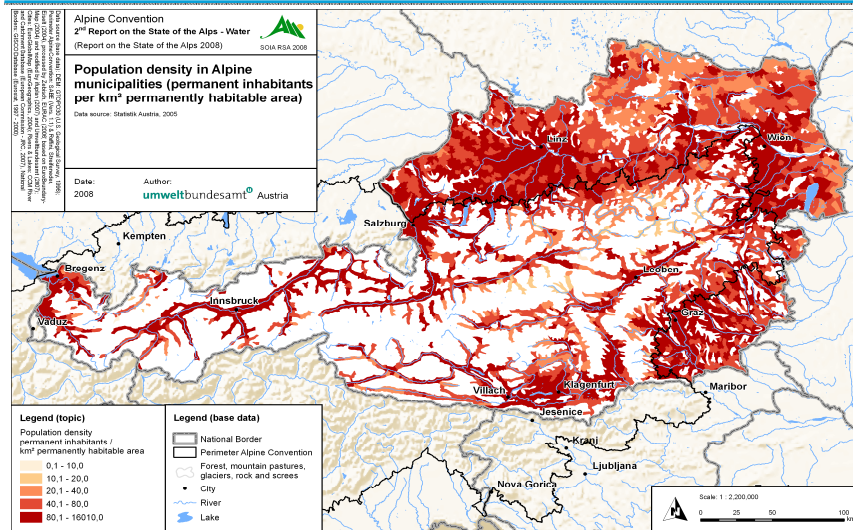 Alpine Convention
2nd Report on the State of the Alps - Water
(Report on the State of the Alps 2008)
SOIA RSA 2008
Population density in Alpine
municipalities (permanent inhabitants
per km² permanently habitable area)
Data source: Statistik Austria, 2005
Date:
2008
Author:
umweltbundesamt Austria
Linz
Wien
Salzburg
Kempten
Bregenz
Innsbruck
Vaduz
Leoben
Graz
Villach
Klagenfurt
Maribor
Jesenice
Kranj
Ljubljana
Nova Gorica
Legend (topic)
Population density
permanent inhabitants /
km² permanently habitable area
0,1 - 10,0
10,1 - 20,0
20,1 - 40,0
40,1 - 80,0
80,1 - 16010,0
Legend (base data)
National Border
Perimeter Alpine Convention
Forest, mountain pastures,
glaciers, rock and screes
City
River
Lake
N
Scale: 1 : 2,200,000
0 25 50 100
km